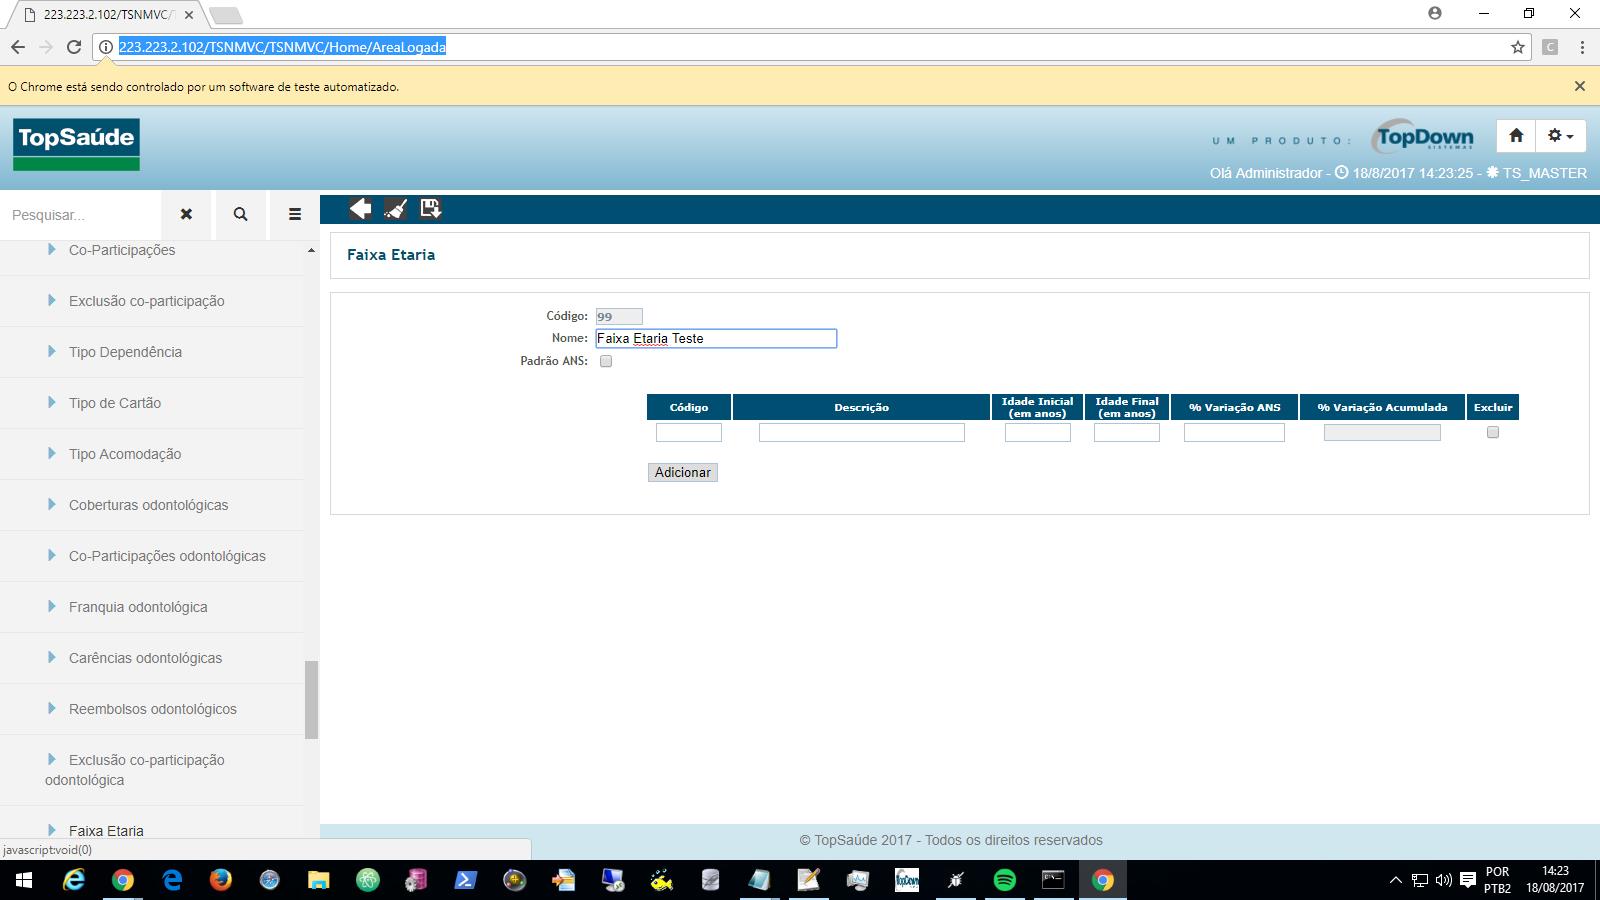 223.223.2.102/TSNMVC/T
223.223.2.102/TSNMVC/TSNMVC/Home/AreaLogada
C
O Chrome está sendo controlado por um software de teste automatizado.
TopSaúde
UM PRODUTO:
TopDown
SISTEMAS
Olá Administrador - 18/8/2017 14:23:25 - TS_MASTER
Pesquisar...
Co-Participações
Exclusão co-participação
Tipo Dependência
Tipo de Cartão
Tipo Acomodação
Coberturas odontológicas
Co-Participações odontológicas
Franquia odontológica
Carências odontológicas
Reembolsos odontológicos
Exclusão co-participação
odontológica
Faixa Etaria
javascript:void(0)
Faixa Etaria
Código: 99
Nome: Faixa Etaria Teste
Padrão ANS:
Código Descrição Idade Inicial (em anos) Idade Final (em anos) % Variação ANS % Variação Acumulada Excluir
Adicionar
© TopSaúde 2017 - Todos os direitos reservados
TopDown
POR
PTB2
14:23
18/08/2017